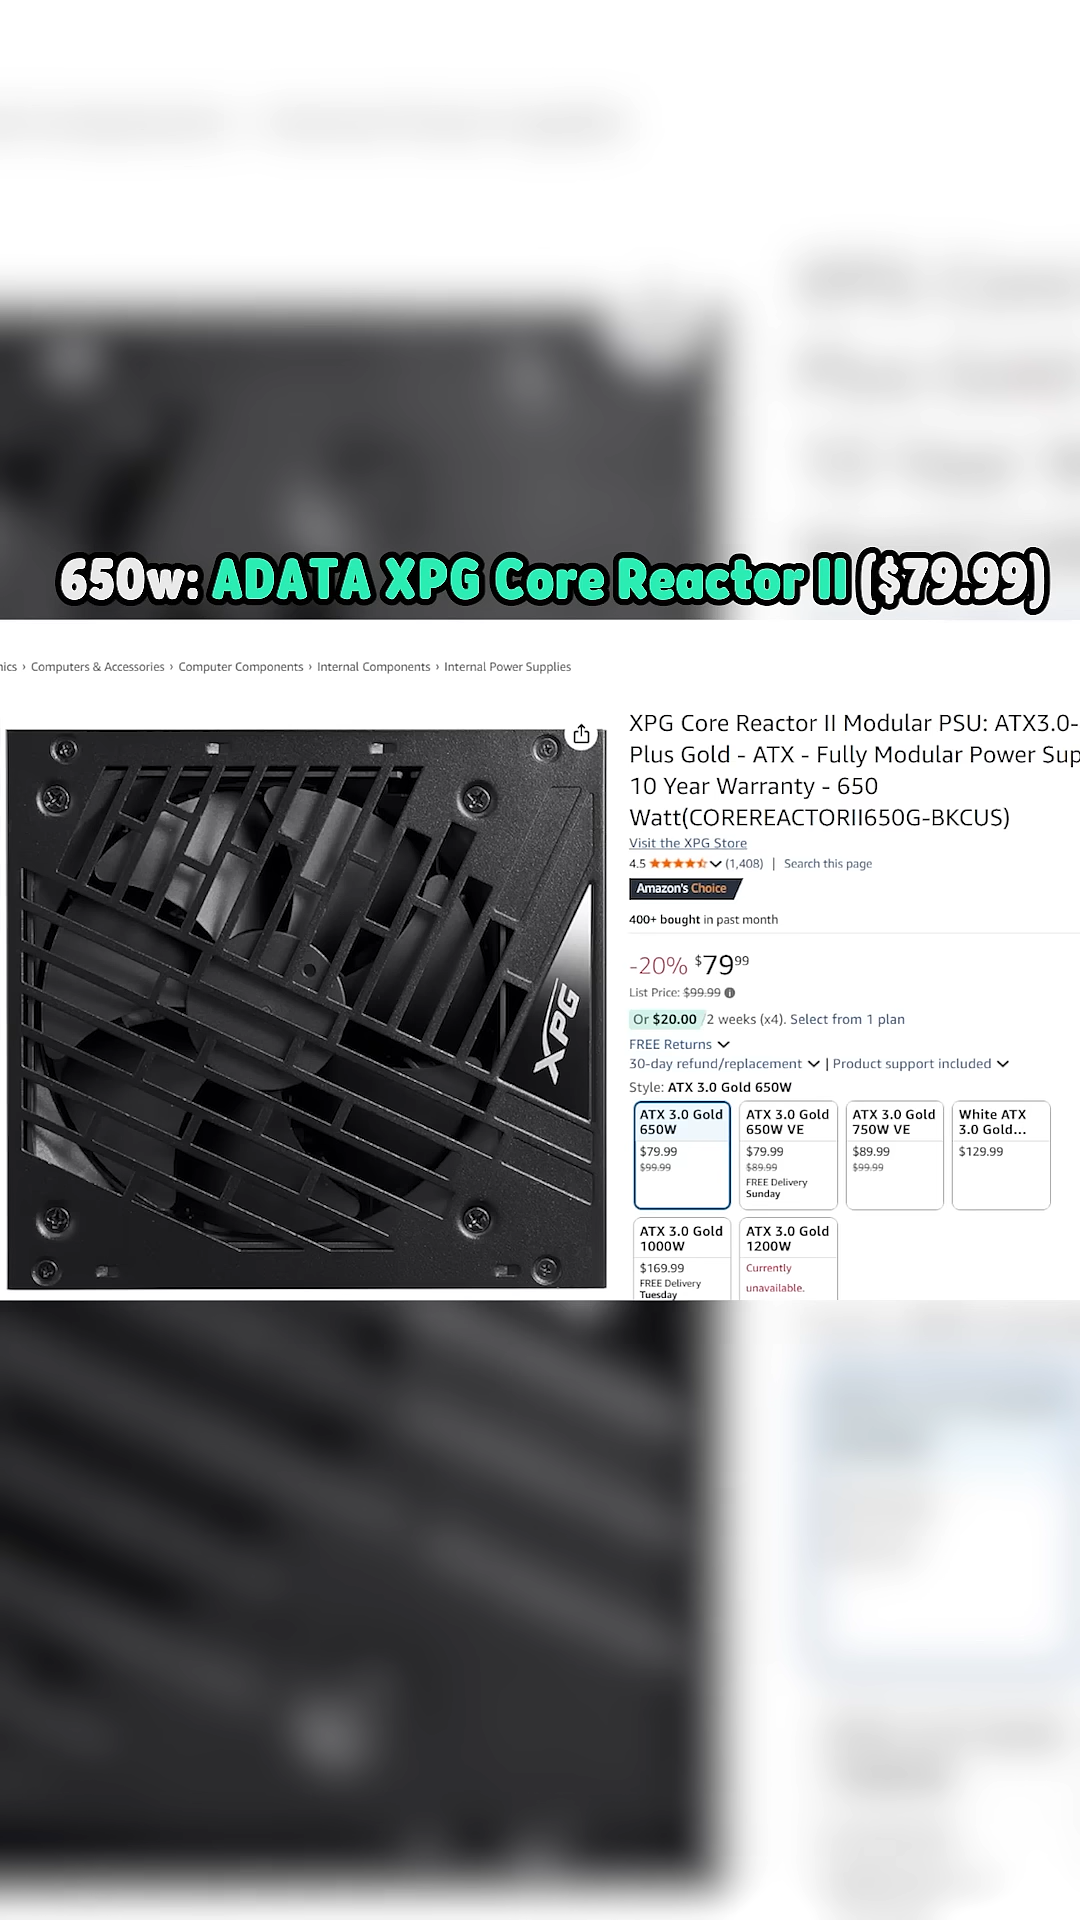 650w: ADATA XPG Core Reactor II ($79.99)
› Computers & Accessories › Computer Components › Internal Components › Internal Power Supplies
XPG Core Reactor II Modular PSU: ATX3.0-
Plus Gold - ATX - Fully Modular Power
10 Year Warranty - 650
Watt(COREREACTORII650G-BKCUS)
Visit the XPG Store
4.5 (1,408) | Search this page
Amazon's Choice
400+ bought in past month
-20% $79 99
List Price: $99.99
Or $20.00 /2 weeks (x4). Select from 1 plan
FREE Returns
30-day refund/replacement | Product support included
Style: ATX 3.0 Gold 650W
ATX 3.0 Gold 650W
$79.99
$99.99
ATX 3.0 Gold 650W VE
$79.99
$89.99
FREE Delivery
Sunday
ATX 3.0 Gold 750W VE
$89.99
$99.99
White ATX 3.0 Gold...
$129.99
ATX 3.0 Gold 1000W
$169.99
FREE Delivery
Tuesday
ATX 3.0 Gold 1200W
Currently
unavailable.
XPG